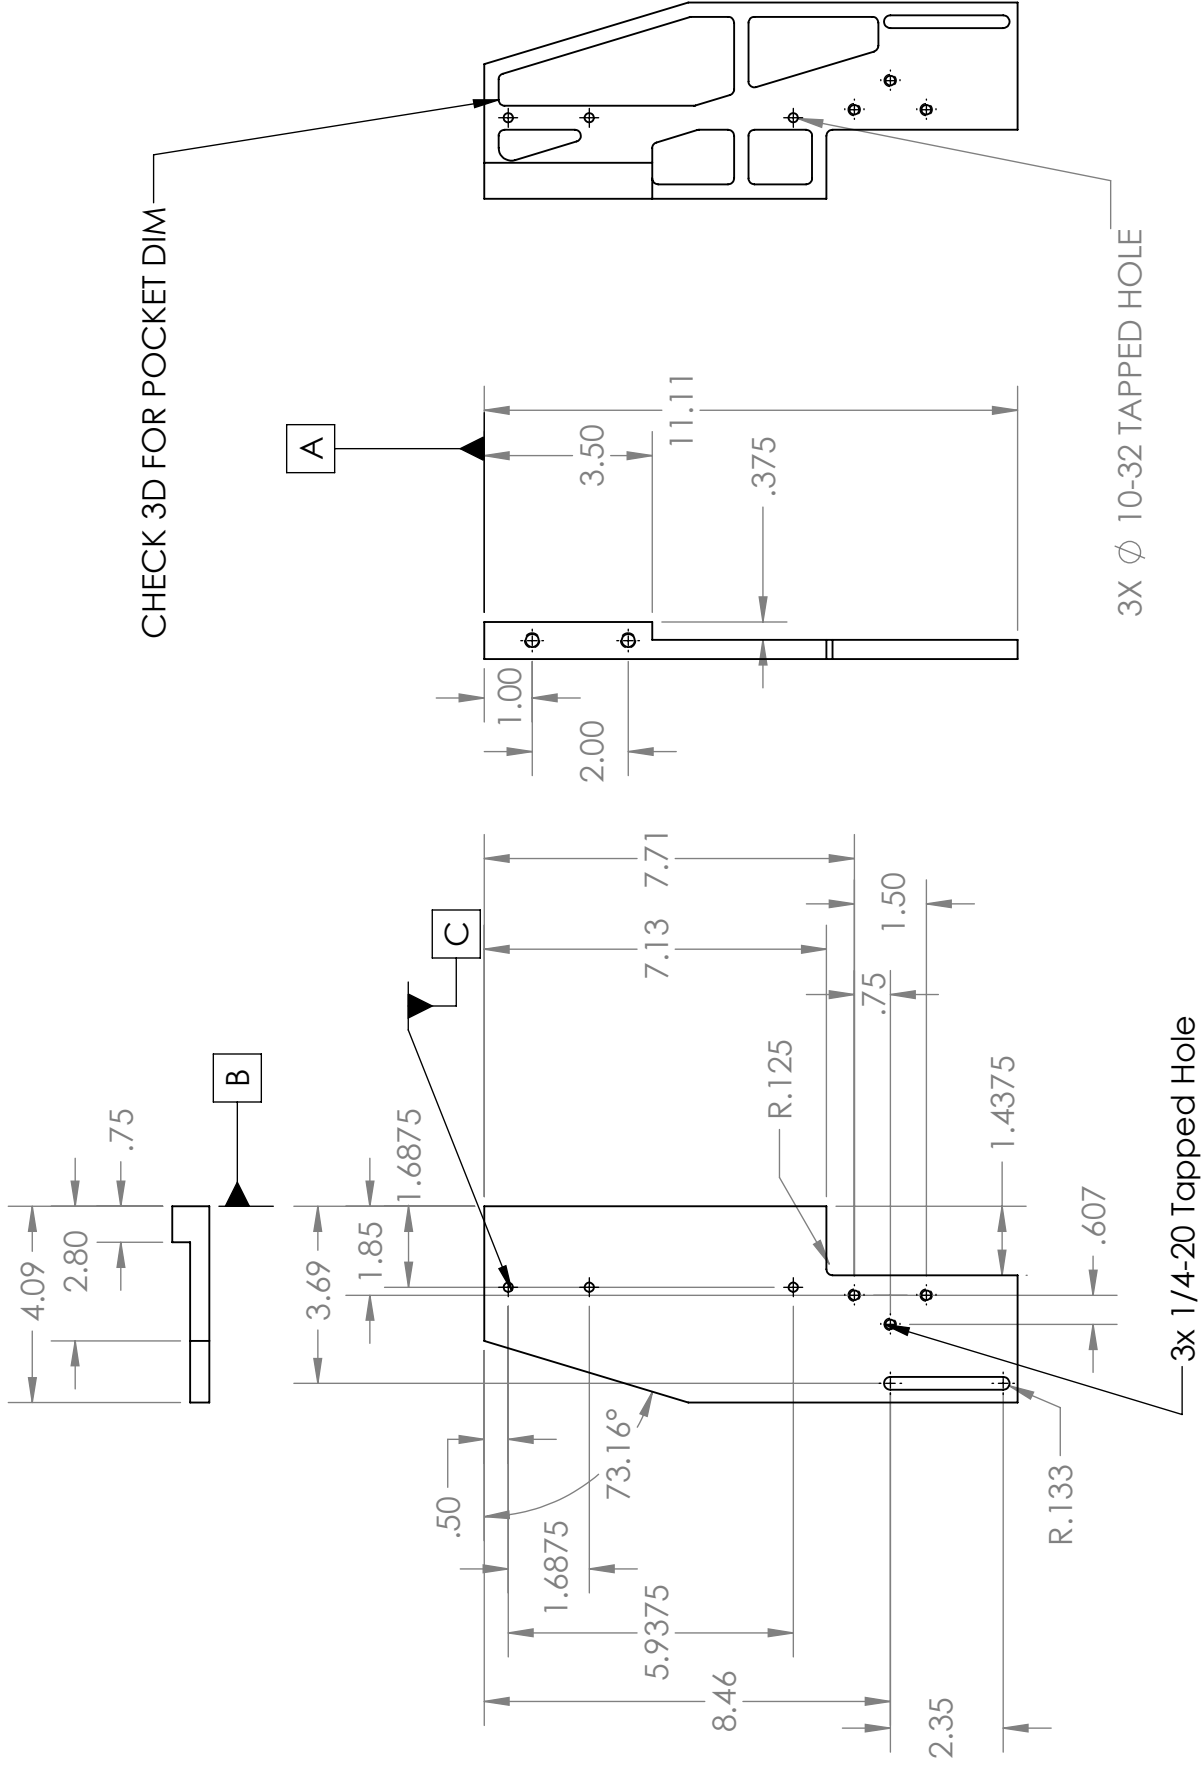 CHECK 3D FOR POCKET DIM
A
11.11
3.50
.375
3X ⌀ 10-32 TAPPED HOLE
1.00
2.00
7.71
7.13
1.50
.75
C
B
.75
2.80
4.09
1.6875
1.85
3.69
R.125
1.4375
.607
3x 1/4-20 Tapped Hole
.50
73.16°
1.6875
5.9375
8.46
2.35
R.133